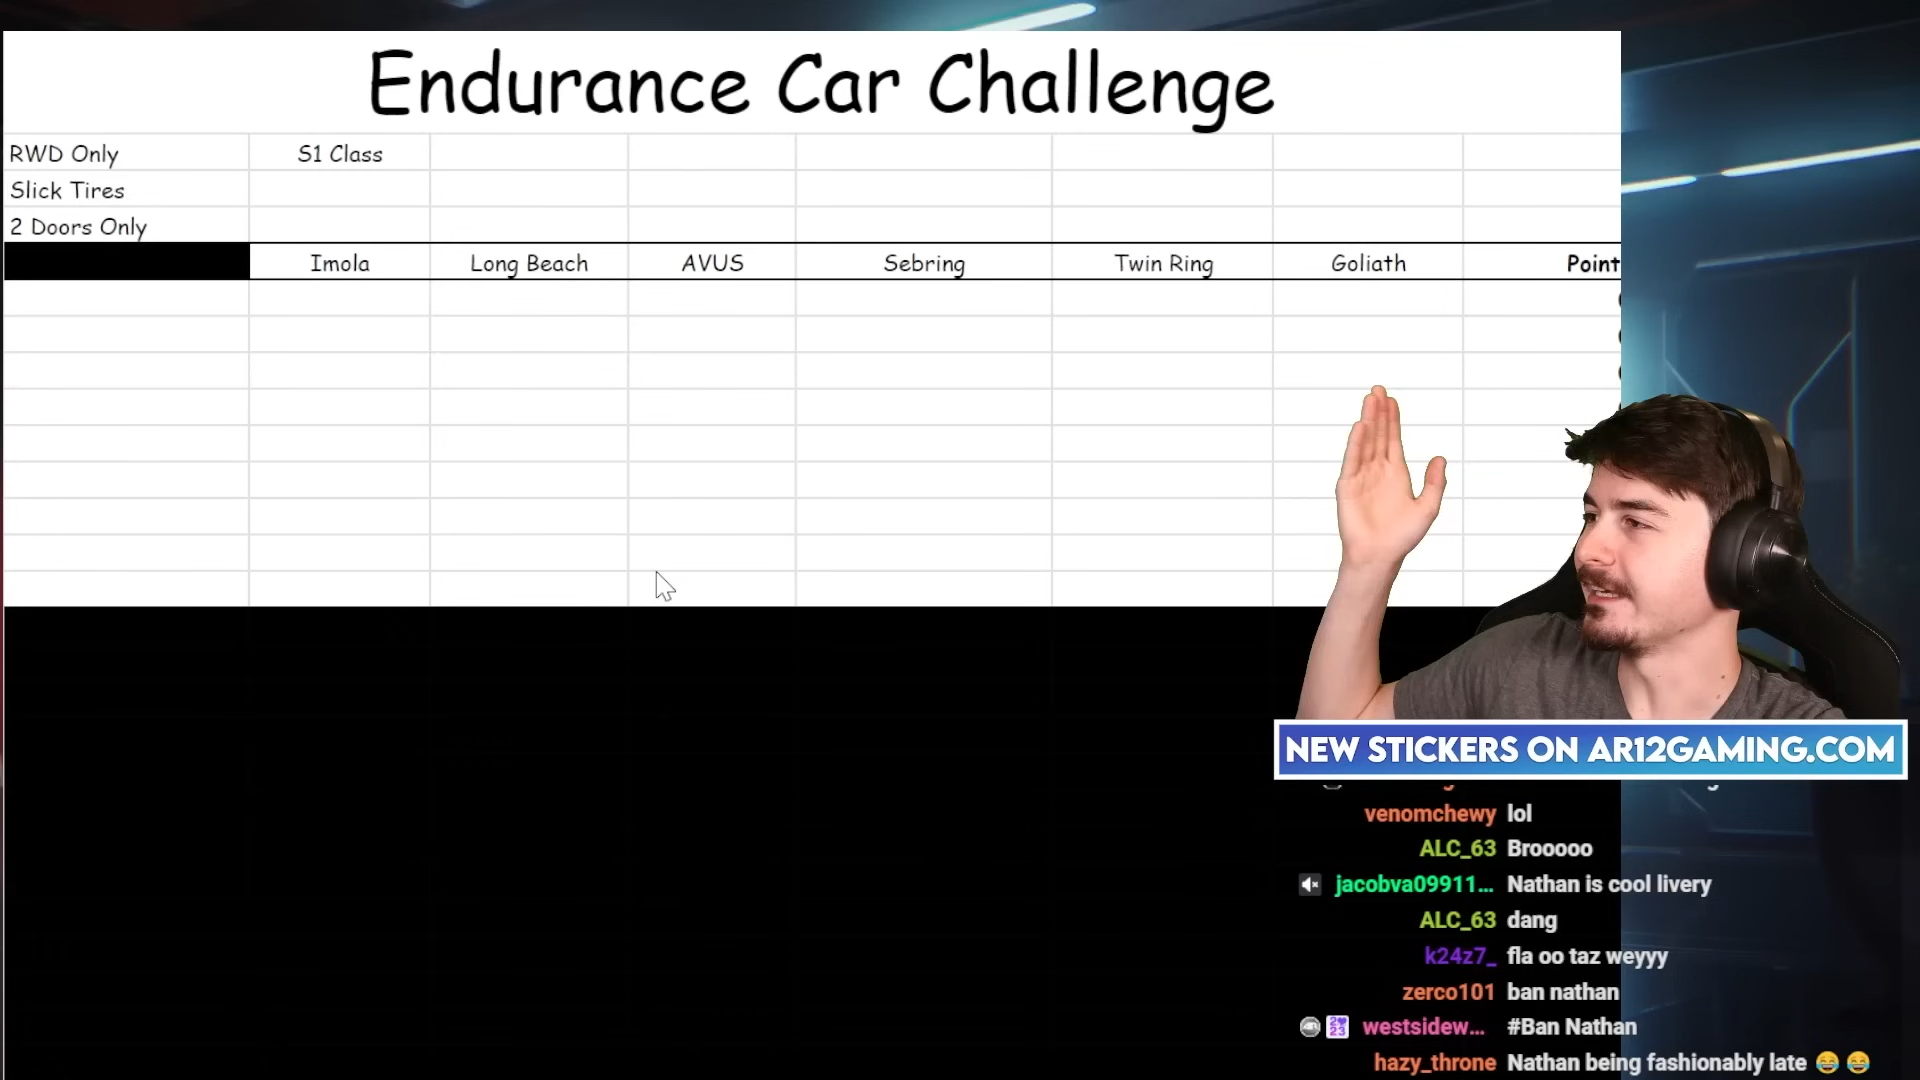 Endurance Car Challenge
RWD Only S1 Class
Slick Tires
2 Doors Only
Imola Long Beach AVUS Sebring Twin Ring Goliath Point
NEW STICKERS ON AR12GAMING.COM
venomchewy lol
ALC_63 Brooooo
jacobva09911... Nathan is cool livery
ALC_63 dang
k24z7_ fla oo taz weyyy
zerco101 ban nathan
westsidew... #Ban Nathan
hazy_throne Nathan being fashionably late 😂 😂